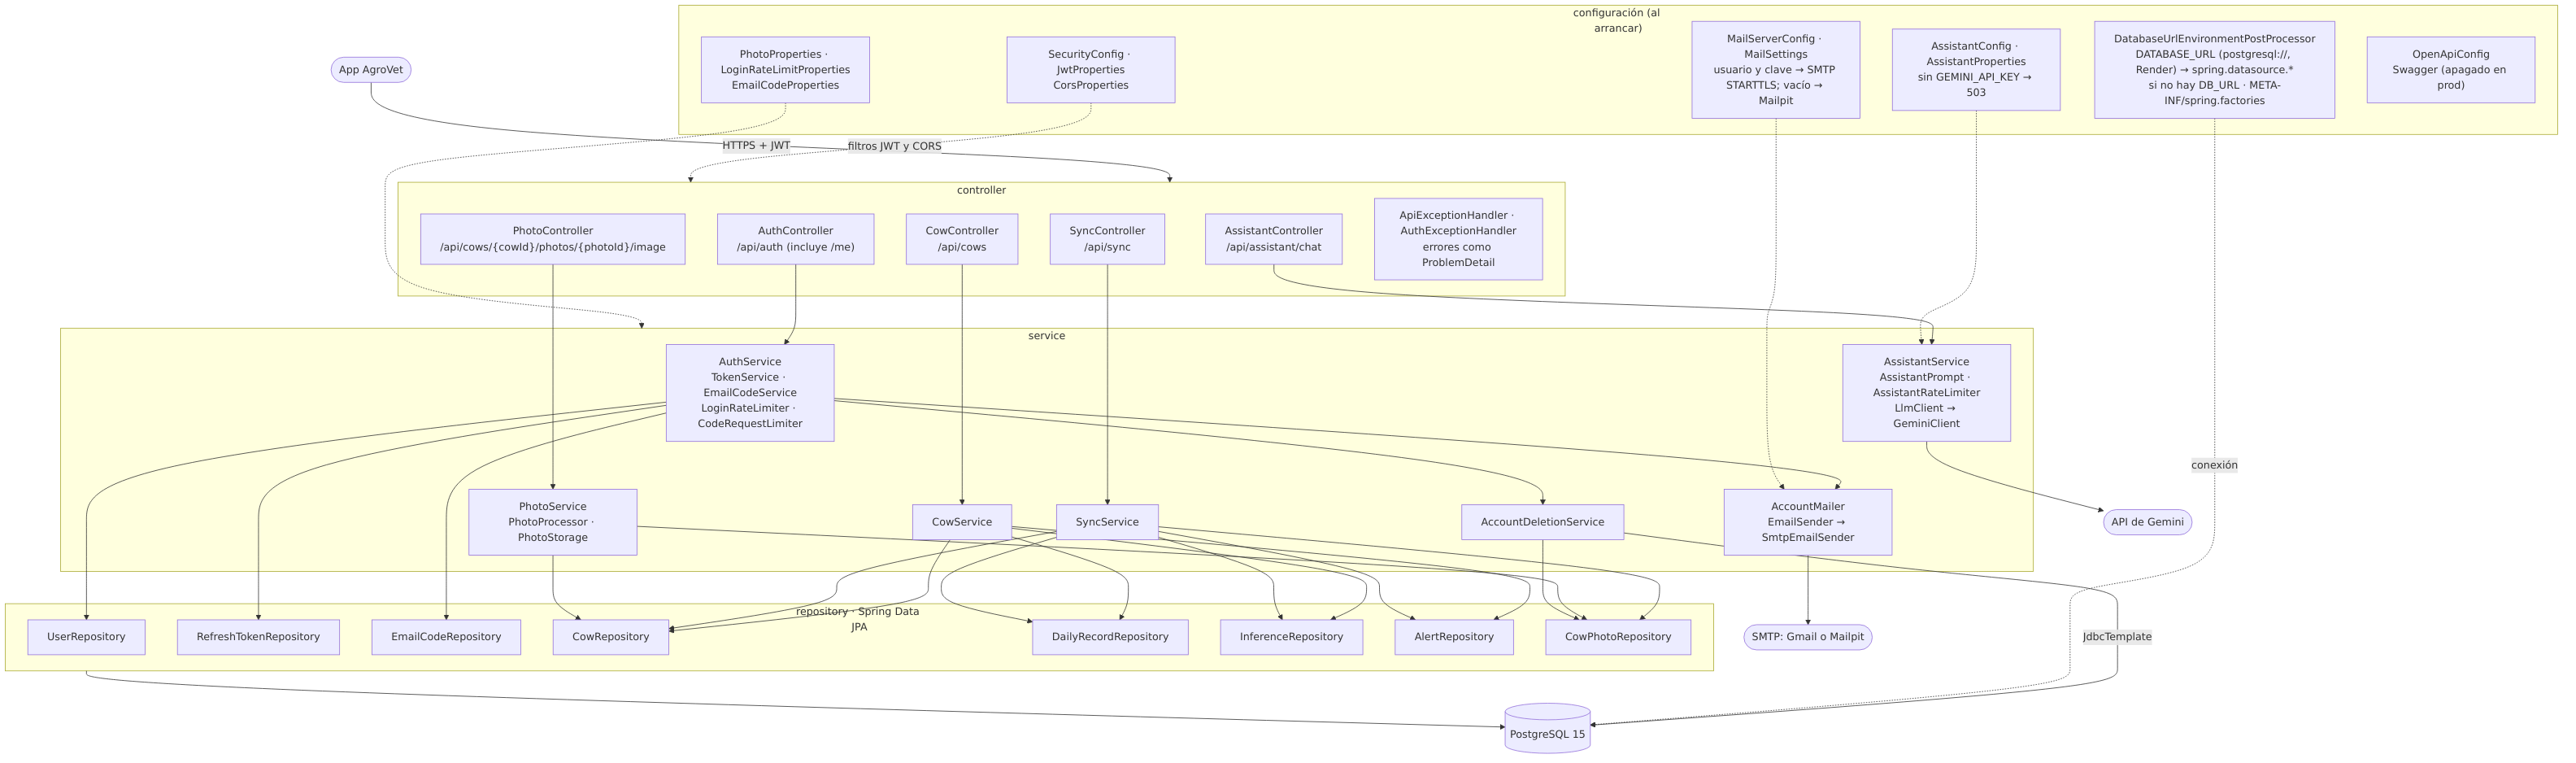 configuración (al
arrancar)
PhotoProperties ·
LoginRateLimitProperties
EmailCodeProperties
SecurityConfig ·
JwtProperties
CorsProperties
MailServerConfig ·
MailSettings
usuario y clave → SMTP
STARTTLS; vacío →
Mailpit
AssistantConfig ·
AssistantProperties
sin GEMINI_API_KEY →
503
DatabaseUrlEnvironmentPostProcessor
DATABASE_URL (postgresql://,
Render) → spring.datasource.*
si no hay DB_URL · META-
INF/spring.factories
OpenApiConfig
Swagger (apagado en
prod)
App AgroVet
HTTPS + JWT
filtros JWT y CORS
controller
PhotoController
/api/cows/{cowId}/photos/{photoId}/image
AuthController
/api/auth (incluye /me)
CowController
/api/cows
SyncController
/api/sync
AssistantController
/api/assistant/chat
ApiExceptionHandler ·
AuthExceptionHandler
errores como
ProblemDetail
service
AuthService
TokenService ·
EmailCodeService
LoginRateLimiter ·
CodeRequestLimiter
AssistantService
AssistantPrompt ·
AssistantRateLimiter
LlmClient →
GeminiClient
conexión
PhotoService
PhotoProcessor ·
PhotoStorage
CowService
SyncService
AccountDeletionService
AccountMailer
EmailSender →
SmtpEmailSender
API de Gemini
repository · Spring Data
JPA
UserRepository
RefreshTokenRepository
EmailCodeRepository
CowRepository
DailyRecordRepository
InferenceRepository
AlertRepository
CowPhotoRepository
SMTP: Gmail o Mailpit
JdbcTemplate
PostgreSQL 15